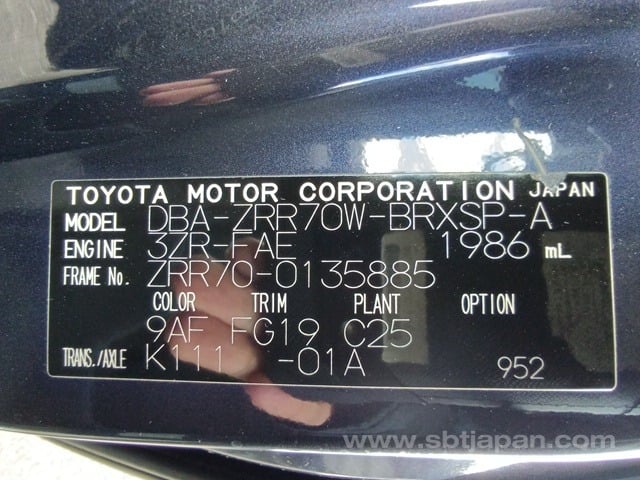 TOYOTA MOTOR CORPORATION JAPAN
MODEL DBA-ZRR70W-BRXSP-A
ENGINE 3ZR-FAE 1986 mL
FRAME No. ZRR70-0135885
COLOR TRIM PLANT OPTION
9AF FG19 C25
TRANS./AXLE K111 -01A 952
www.sbtjapan.com